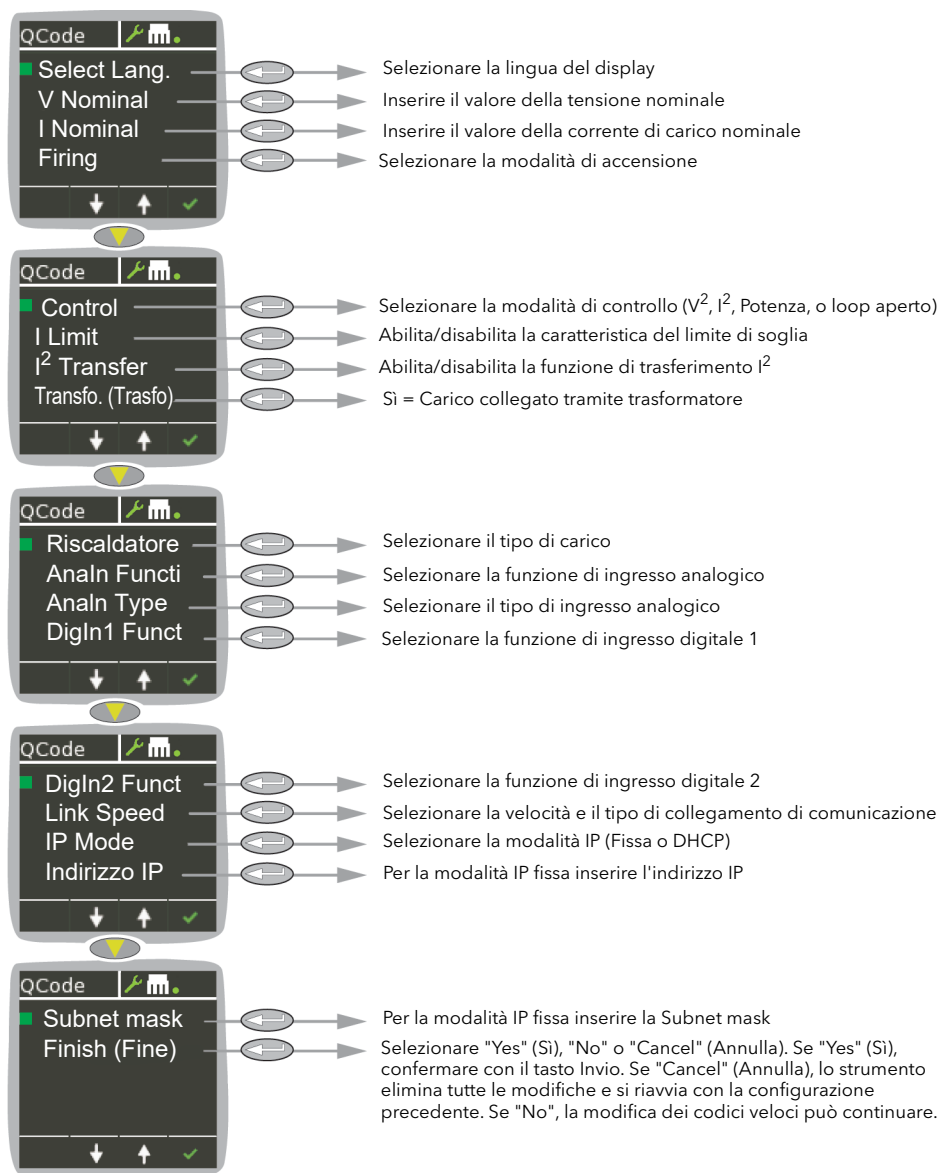 QCode
Select Lang.
Selezionare la lingua del display
V Nominal
Inserire il valore della tensione nominale
I Nominal
Inserire il valore della corrente di carico nominale
Firing
Selezionare la modalità di accensione
QCode
Control
Selezionare la modalità di controllo (V², I², Potenza, o loop aperto)
I Limit
Abilita/disabilita la caratteristica del limite di soglia
I² Transfer
Abilita/disabilita la funzione di trasferimento I²
Transfo. (Trasfo)
Sì = Carico collegato tramite trasformatore
QCode
Riscaldatore
Selezionare il tipo di carico
AnaIn Functi
Selezionare la funzione di ingresso analogico
AnaIn Type
Selezionare il tipo di ingresso analogico
DigIn1 Funct
Selezionare la funzione di ingresso digitale 1
QCode
DigIn2 Funct
Selezionare la funzione di ingresso digitale 2
Link Speed
Selezionare la velocità e il tipo di collegamento di comunicazione
IP Mode
Selezionare la modalità IP (Fissa o DHCP)
Indirizzo IP
Per la modalità IP fissa inserire l'indirizzo IP
QCode
Subnet mask
Per la modalità IP fissa inserire la Subnet mask
Finish (Fine)
Selezionare "Yes" (Sì), "No" o "Cancel" (Annulla). Se "Yes" (Sì),
confermare con il tasto Invio. Se "Cancel" (Annulla), lo strumento
elimina tutte le modifiche e si riavvia con la configurazione
precedente. Se "No", la modifica dei codici veloci può continuare.